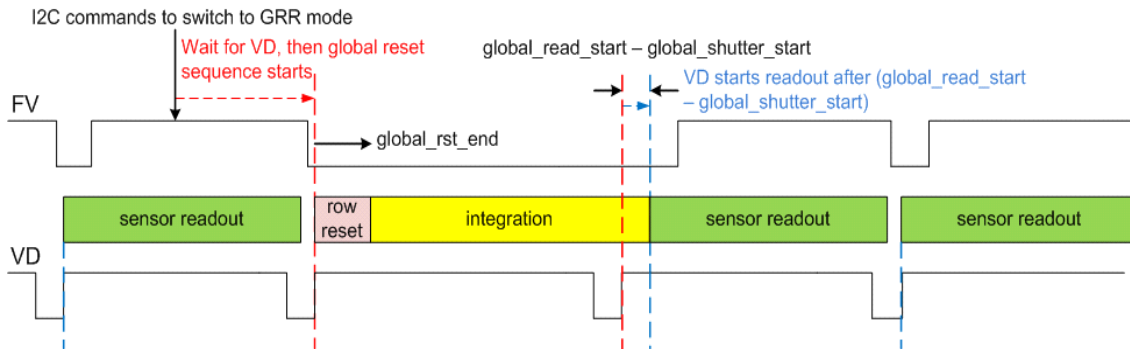 I2C commands to switch to GRR mode
Wait for VD, then global reset
sequence starts
global_read_start – global_shutter_start
VD starts readout after (global_read_start
– global_shutter_start)
FV
global_rst_end
sensor readout
row
reset
integration
sensor readout
sensor readout
VD